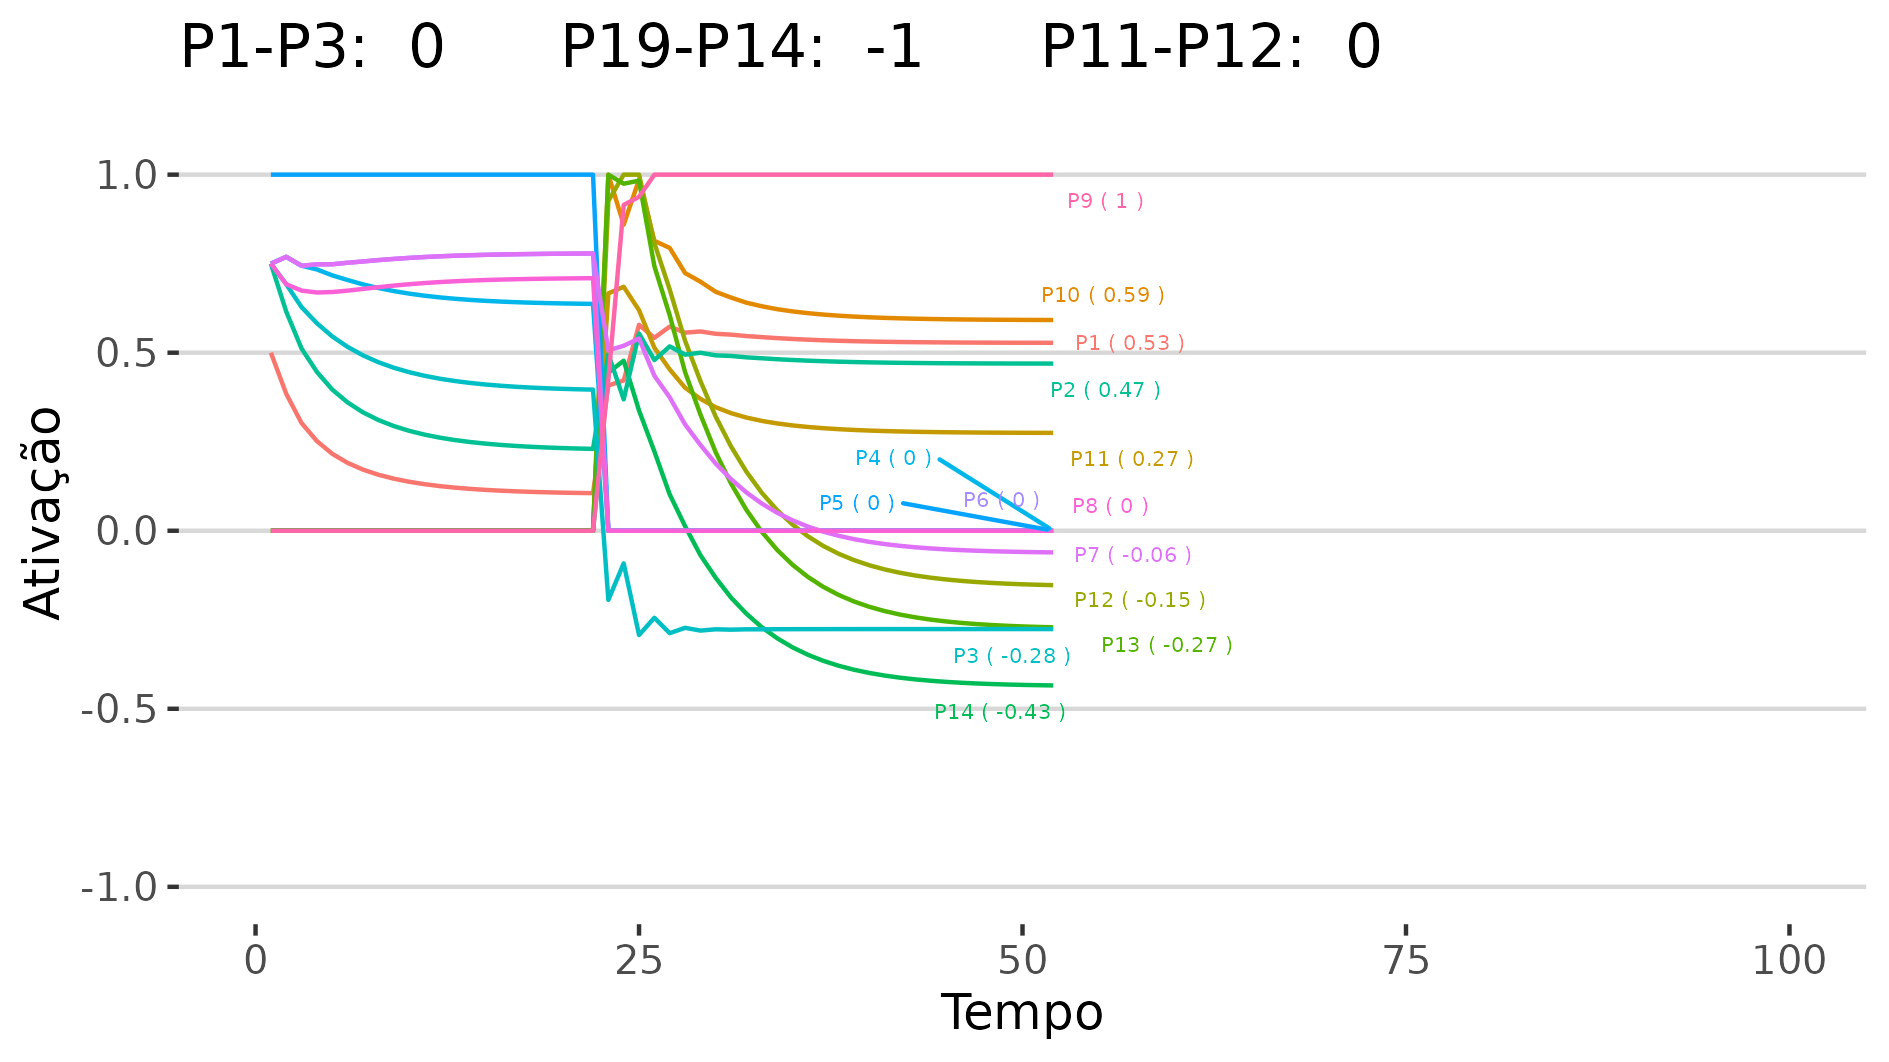 P1-P3:  0      P19-P14:  -1      P11-P12:  0
1.0
P9 ( 1 )
P10 ( 0.59 )
P1 ( 0.53 )
0.5
P2 ( 0.47 )
P4 ( 0 )
P11 ( 0.27 )
P5 ( 0 )
P6 ( 0 )
P8 ( 0 )
0.0
P7 ( -0.06 )
P12 ( -0.15 )
P13 ( -0.27 )
P3 ( -0.28 )
-0.5
P14 ( -0.43 )
-1.0
Ativação
0 25 50 75 100
Tempo